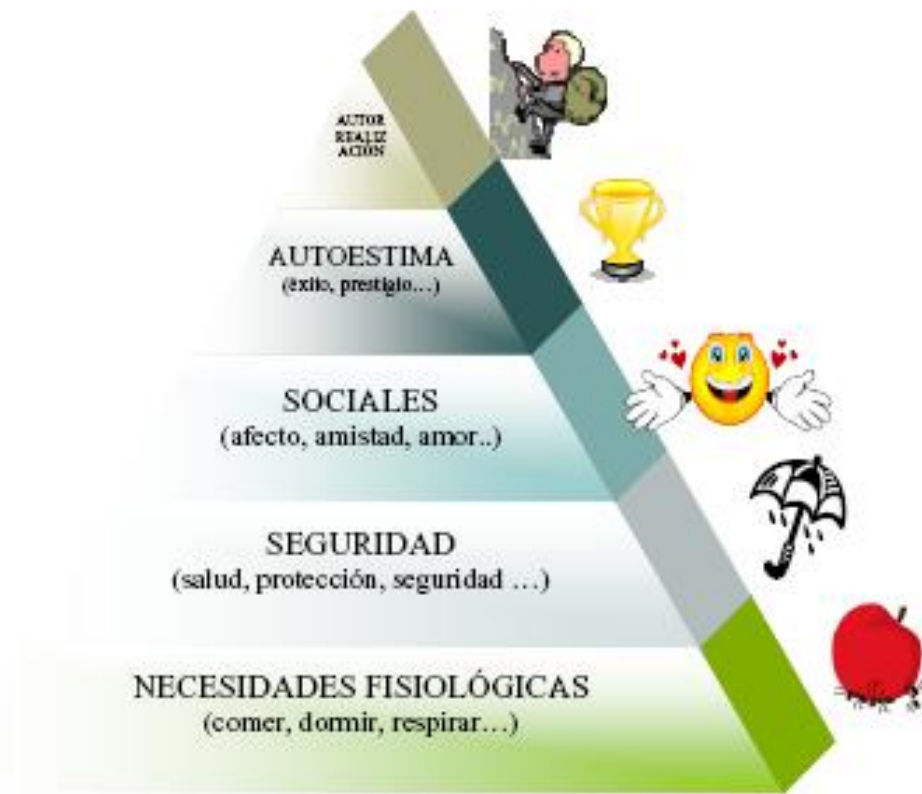 AUTOR
REALIZ
ACIÓN
AUTOESTIMA
(éxito, prestigio…)
SOCIALES
(afecto, amistad, amor..)
SEGURIDAD
(salud, protección, seguridad …)
NECESIDADES FISIOLÓGICAS
(comer, dormir, respirar…)